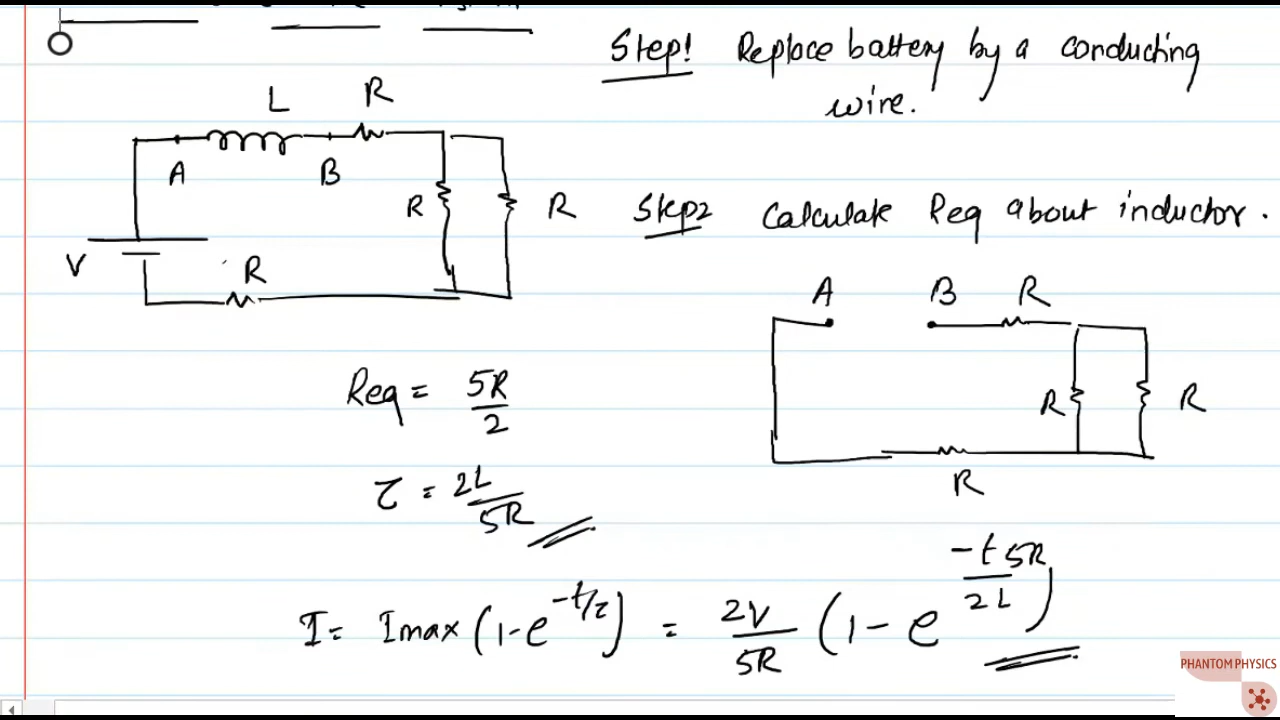 Step1 Replace battery by a conducting
wire.
L R
A B
R R
V R
Step2 Calculate Req about inductor.
A B R
R R
R
Req = 5R/2
τ = 2L/5R
I = Imax (1-e^-t/τ) = 2V/5R (1-e^-t5R/2L)
PHANTOM PHYSICS